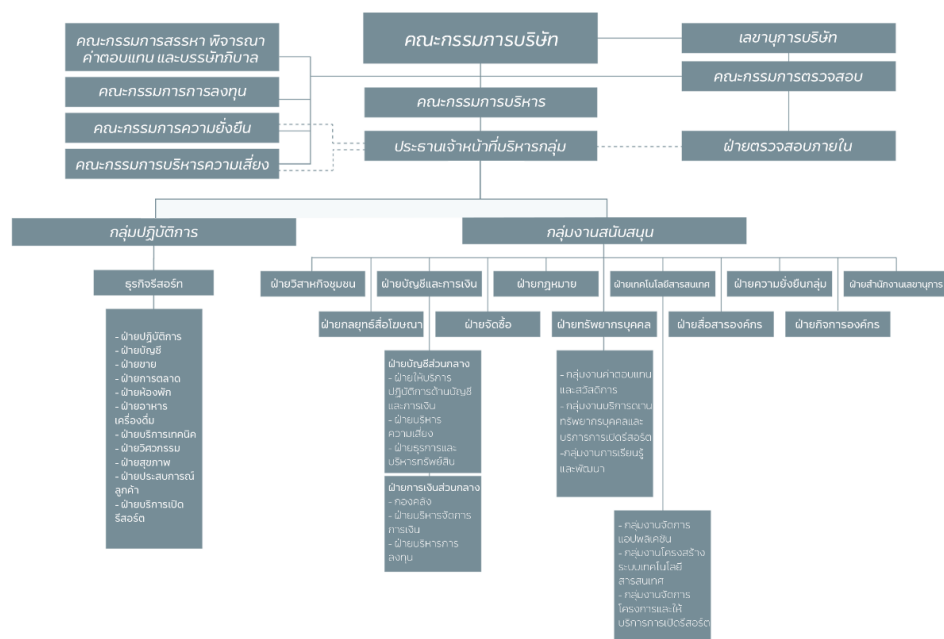 คณะกรรมการสรรหา พิจารณา
ค่าตอบแทน และบรรษัทภิบาล
คณะกรรมการบริษัท
เลขานุการบริษัท
คณะกรรมการตรวจสอบ
คณะกรรมการการลงทุน
คณะกรรมการบริหาร
คณะกรรมการความยั่งยืน
ประธานเจ้าหน้าที่บริหารกลุ่ม
ฝ่ายตรวจสอบภายใน
คณะกรรมการบริหารความเสี่ยง
กลุ่มปฏิบัติการ
กลุ่มงานสนับสนุน
ธุรกิจรีสอร์ท
ฝ่ายวิสาหกิจชุมชน
ฝ่ายบัญชีและการเงิน
ฝ่ายกฎหมาย
ฝ่ายเทคโนโลยีสารสนเทศ
ฝ่ายความยั่งยืนกลุ่ม
ฝ่ายสำนักงานเลขานุการ
ฝ่ายกลยุทธ์สื่อโฆษณา
ฝ่ายจัดซื้อ
ฝ่ายทรัพยากรบุคคล
ฝ่ายสื่อสารองค์กร
ฝ่ายกิจการองค์กร
- ฝ่ายปฏิบัติการ
- ฝ่ายบัญชี
- ฝ่ายขาย
- ฝ่ายการตลาด
- ฝ่ายห้องพัก
- ฝ่ายอาหาร
เครื่องดื่ม
- ฝ่ายบริการเทคนิค
- ฝ่ายวิศวกรรม
- ฝ่ายสุขภาพ
- ฝ่ายประสบการณ์
ลูกค้า
- ฝ่ายบริการเปิด
รีสอร์ต
ฝ่ายบัญชีส่วนกลาง
- ฝ่ายให้บริการ
ปฏิบัติการด้านบัญชี
และการเงิน
- ฝ่ายบริหาร
ความเสี่ยง
- ฝ่ายธุรการและ
บริหารทรัพย์สิน
ฝ่ายการเงินส่วนกลาง
- กองคลัง
- ฝ่ายบริหารจัดการ
การเงิน
- ฝ่ายบริหารการ
ลงทุน
- กลุ่มงานค่าตอบแทน
และสวัสดิการ
- กลุ่มงานบริการด้าน
ทรัพยากรบุคคลและ
บริการการเปิดรีสอร์ต
-กลุ่มงานการเรียนรู้
และพัฒนา
- กลุ่มงานจัดการ
แอปพลิเคชัน
- กลุ่มงานโครงสร้าง
ระบบเทคโนโลยี
สารสนเทศ
- กลุ่มงานจัดการ
โครงการและให้
บริการการเปิดรีสอร์ต